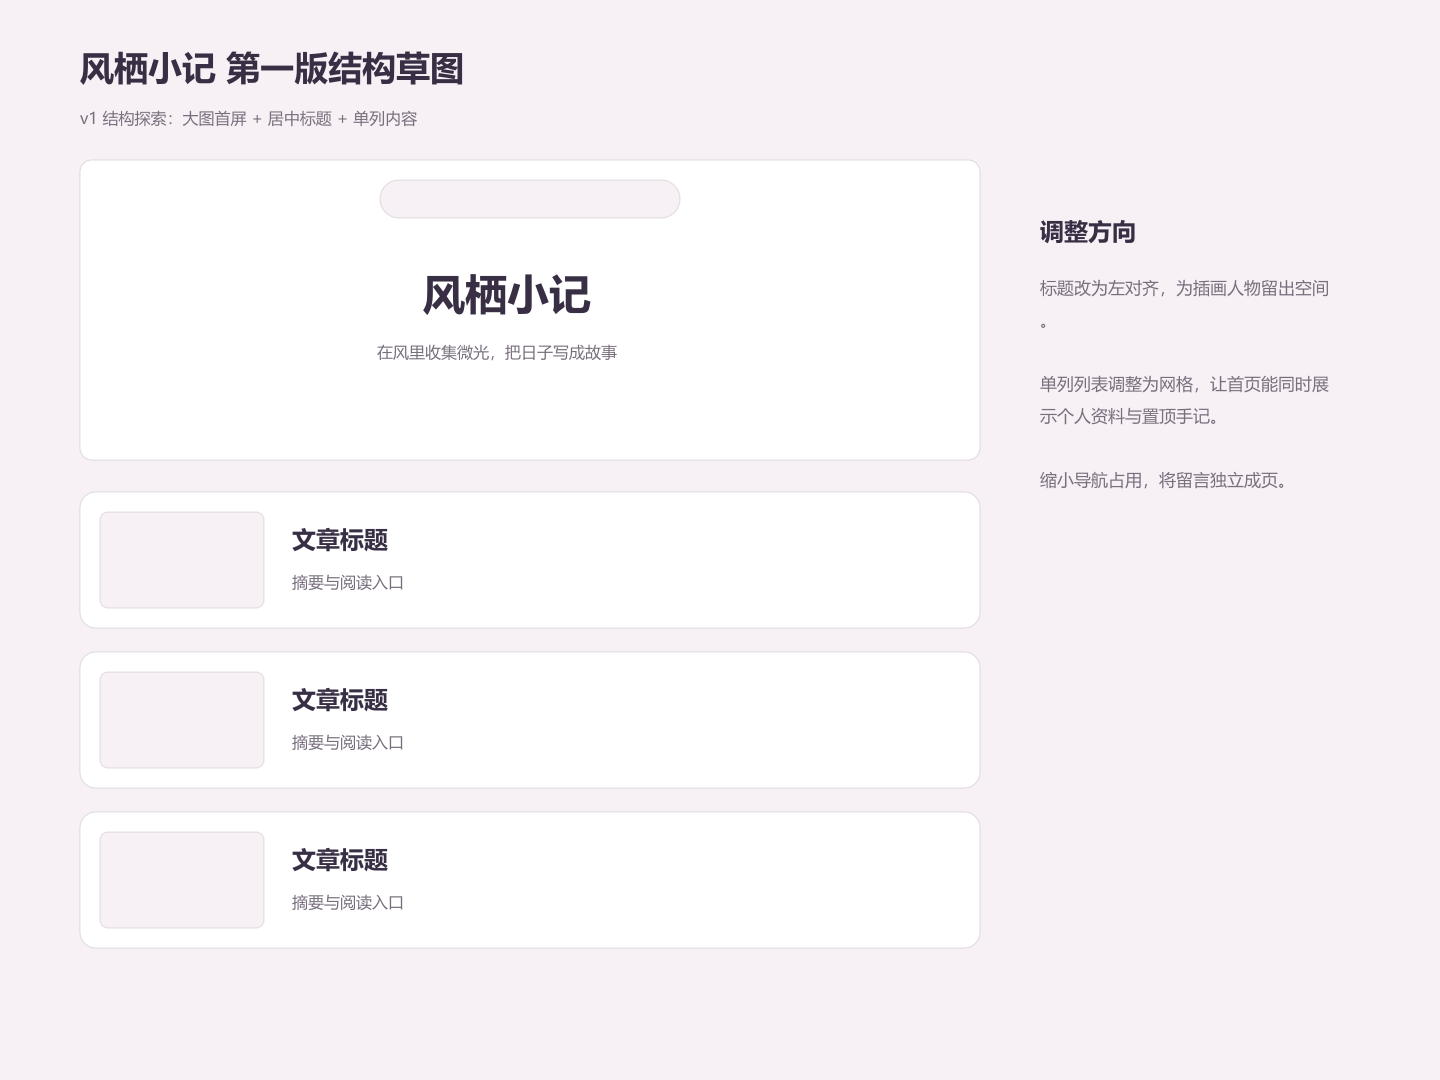 风栖小记 第一版结构草图
v1 结构探索：大图首屏 + 居中标题 + 单列内容
风栖小记
在风里收集微光，把日子写成故事
文章标题
摘要与阅读入口
文章标题
摘要与阅读入口
文章标题
摘要与阅读入口
调整方向
标题改为左对齐，为插画人物留出空间
。
单列列表调整为网格，让首页能同时展
示个人资料与置顶手记。
缩小导航占用，将留言独立成页。